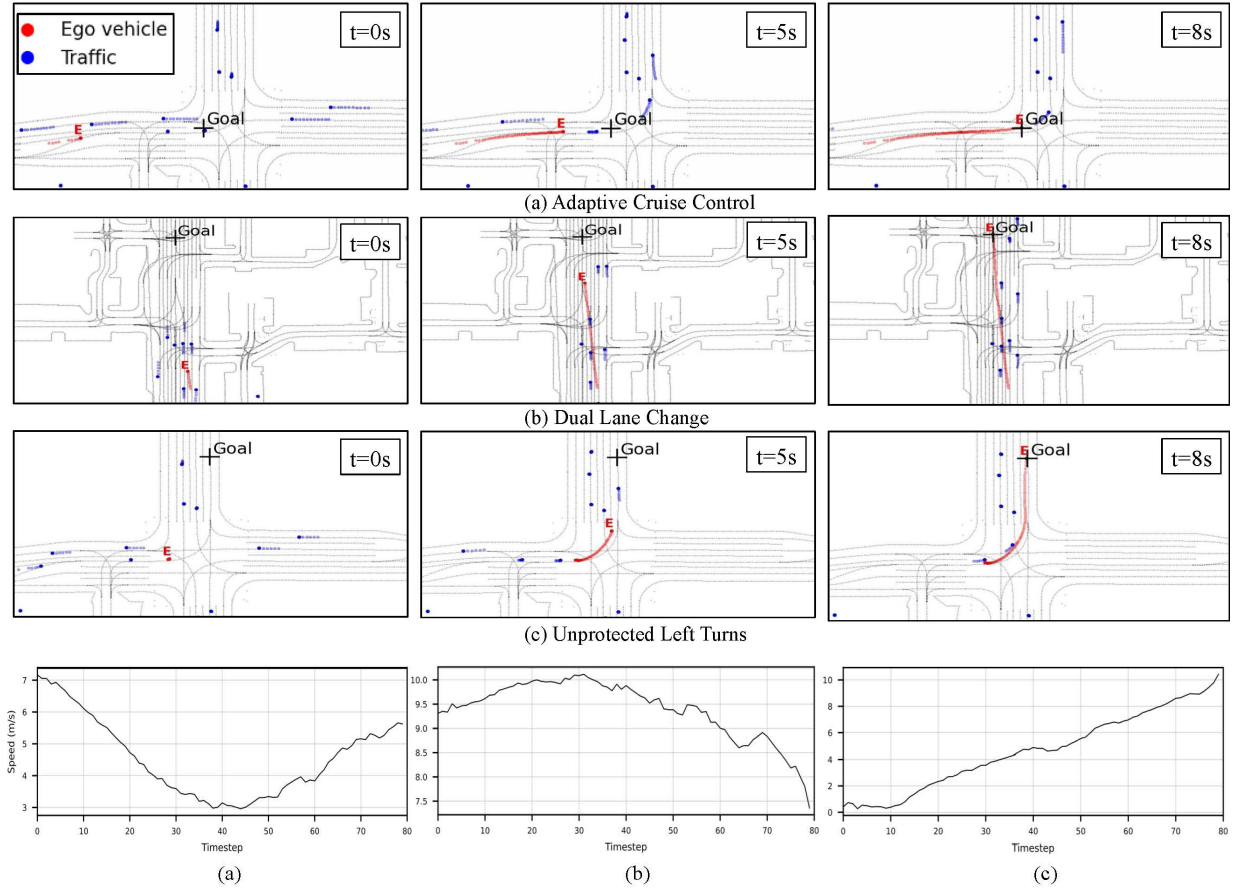 Ego vehicle
Traffic
t=0s
E
Goal
t=5s
E
Goal
t=8s
E
Goal
(a) Adaptive Cruise Control
t=0s
Goal
E
t=5s
Goal
E
t=8s
E
Goal
(b) Dual Lane Change
t=0s
Goal
E
t=5s
Goal
E
t=8s
E
Goal
(c) Unprotected Left Turns
Speed (m/s)
7
6
5
4
3
0 10 20 30 40 50 60 70 80
Timestep
(a)
10.0
9.5
9.0
8.5
8.0
7.5
0 10 20 30 40 50 60 70 80
Timestep
(b)
10
8
6
4
2
0
0 10 20 30 40 50 60 70 80
Timestep
(c)